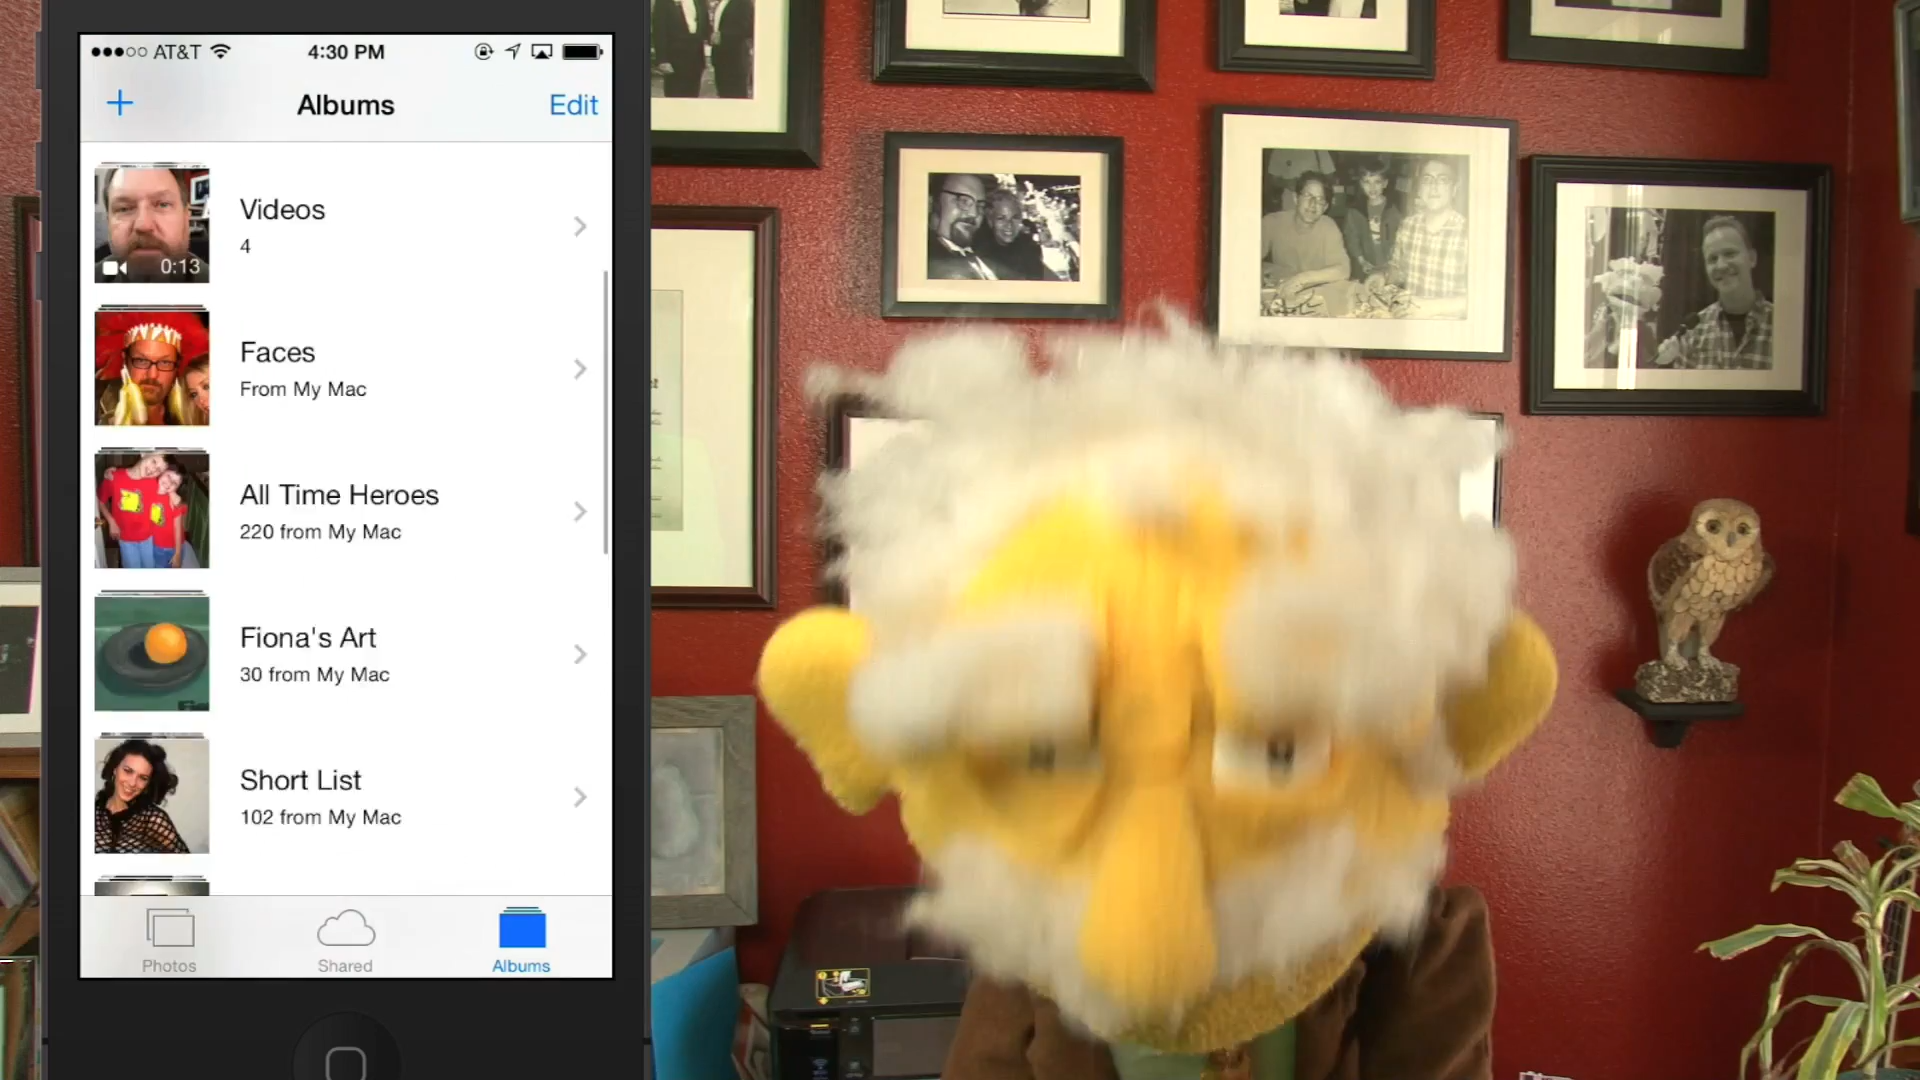 AT&T 4:30 PM
+ Albums Edit
Videos
4
0:13
Faces
From My Mac
All Time Heroes
220 from My Mac
Fiona's Art
30 from My Mac
Short List
102 from My Mac
Photos Shared Albums